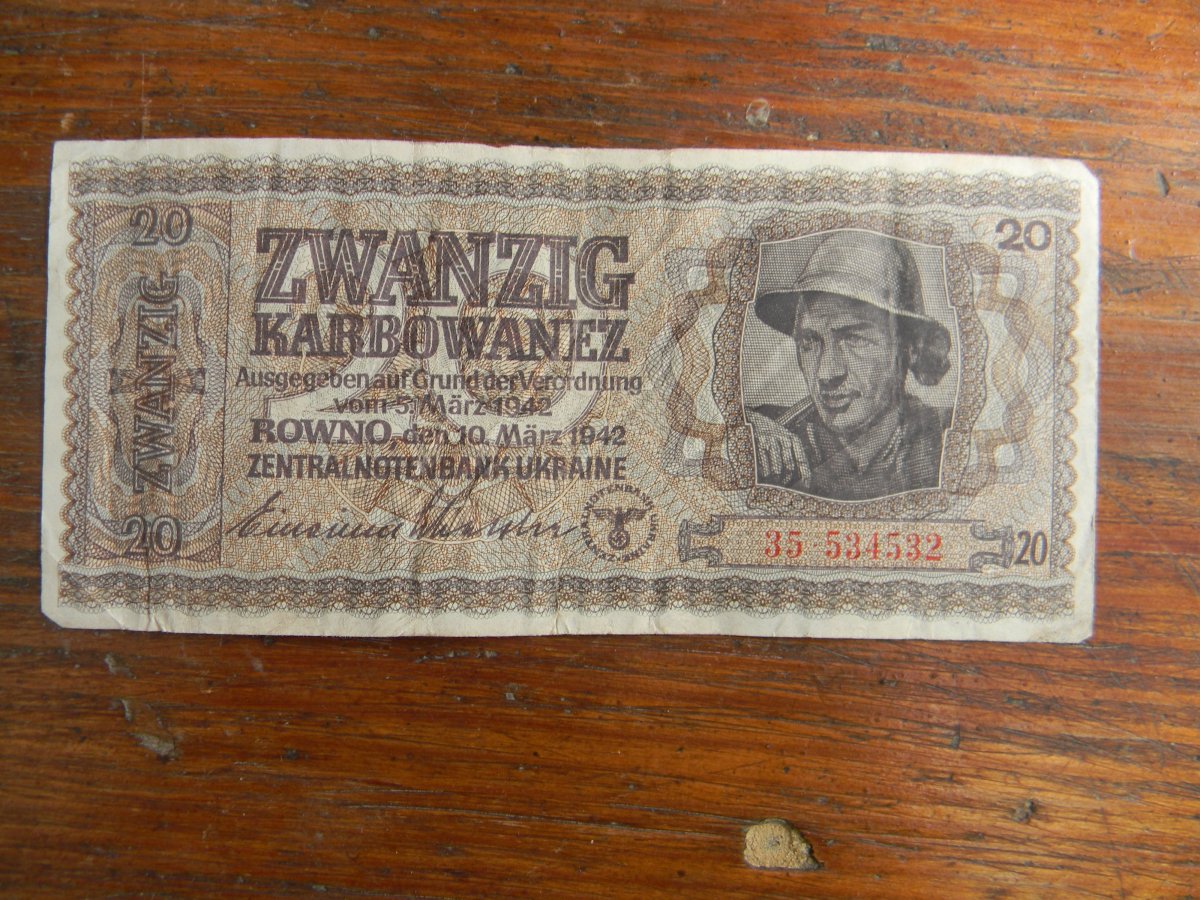 20
ZWANZIG
20
ZWANZIG
KARBOWANEZ
Ausgegeben auf Grund der Verordnung
vom 5. März 1942
ROWNO, den 10. März 1942
ZENTRALNOTENBANK UKRAINE
20
35 534532
20